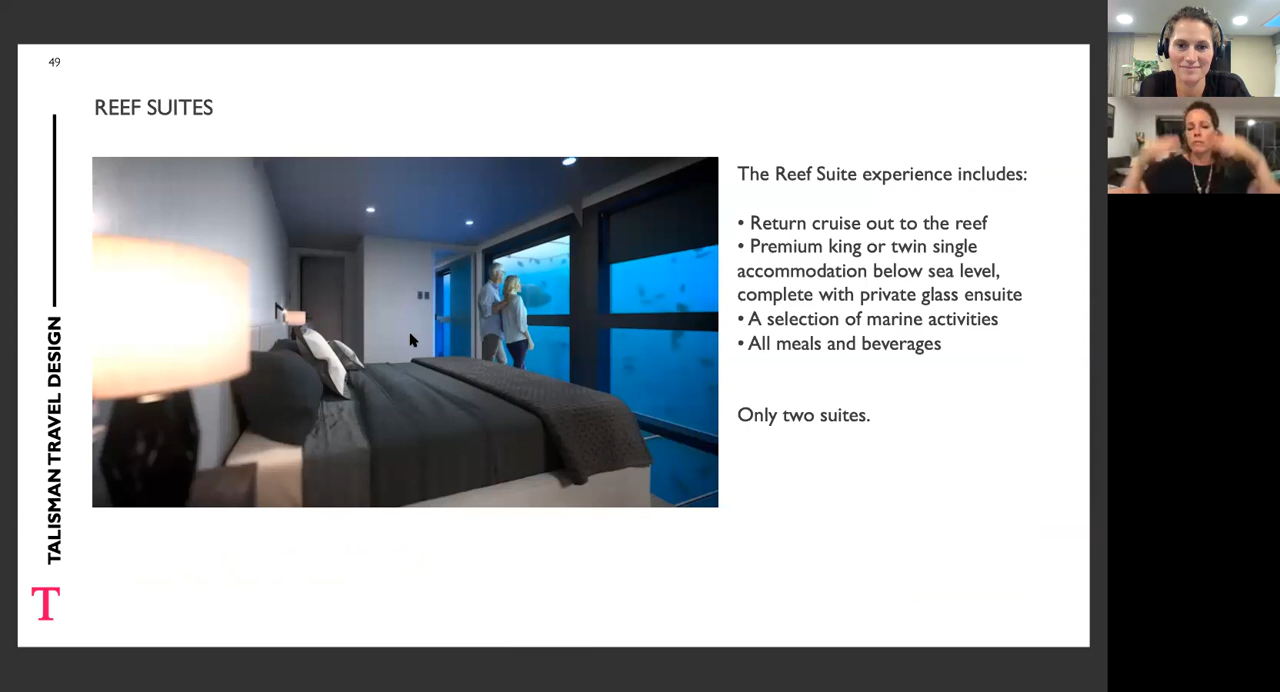 49
REEF SUITES
The Reef Suite experience includes:
• Return cruise out to the reef
• Premium king or twin single
accommodation below sea level,
complete with private glass ensuite
• A selection of marine activities
• All meals and beverages
Only two suites.
TALISMAN TRAVEL DESIGN
T